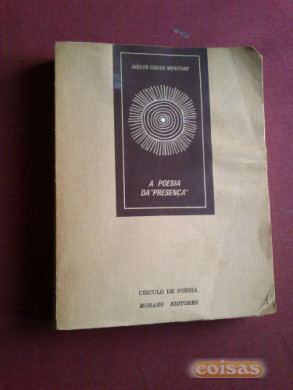 ADOLFO CASAIS MONTEIRO
A POESIA
DA "PRESENÇA"
CÍRCULO DE POESIA
MORAES EDITORES
coisas